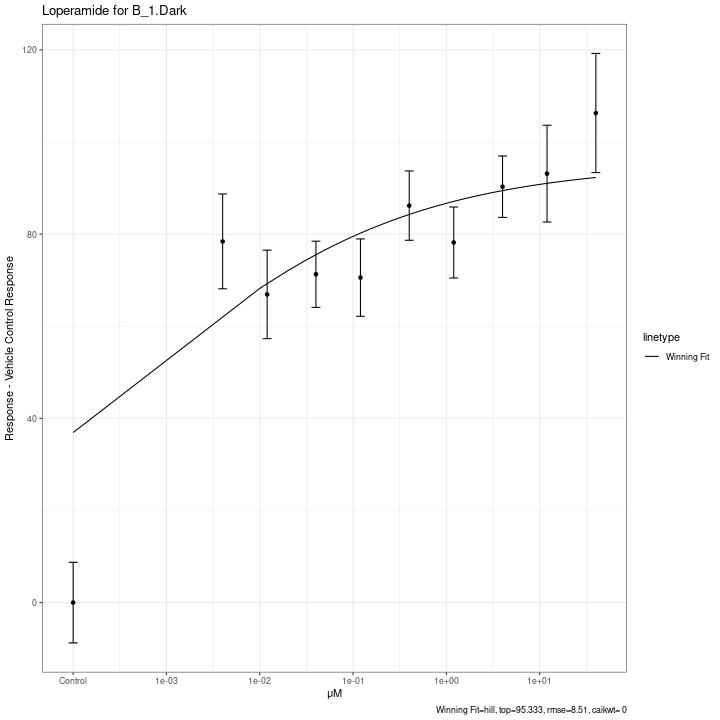 Loperamide for B_1.Dark
Response - Vehicle Control Response
120
80
40
0
Control
1e-03
1e-02
1e-01
1e+00
1e+01
µM
linetype
Winning Fit
Winning Fit=hill, top=95.333, rmse=8.51, caikwt= 0